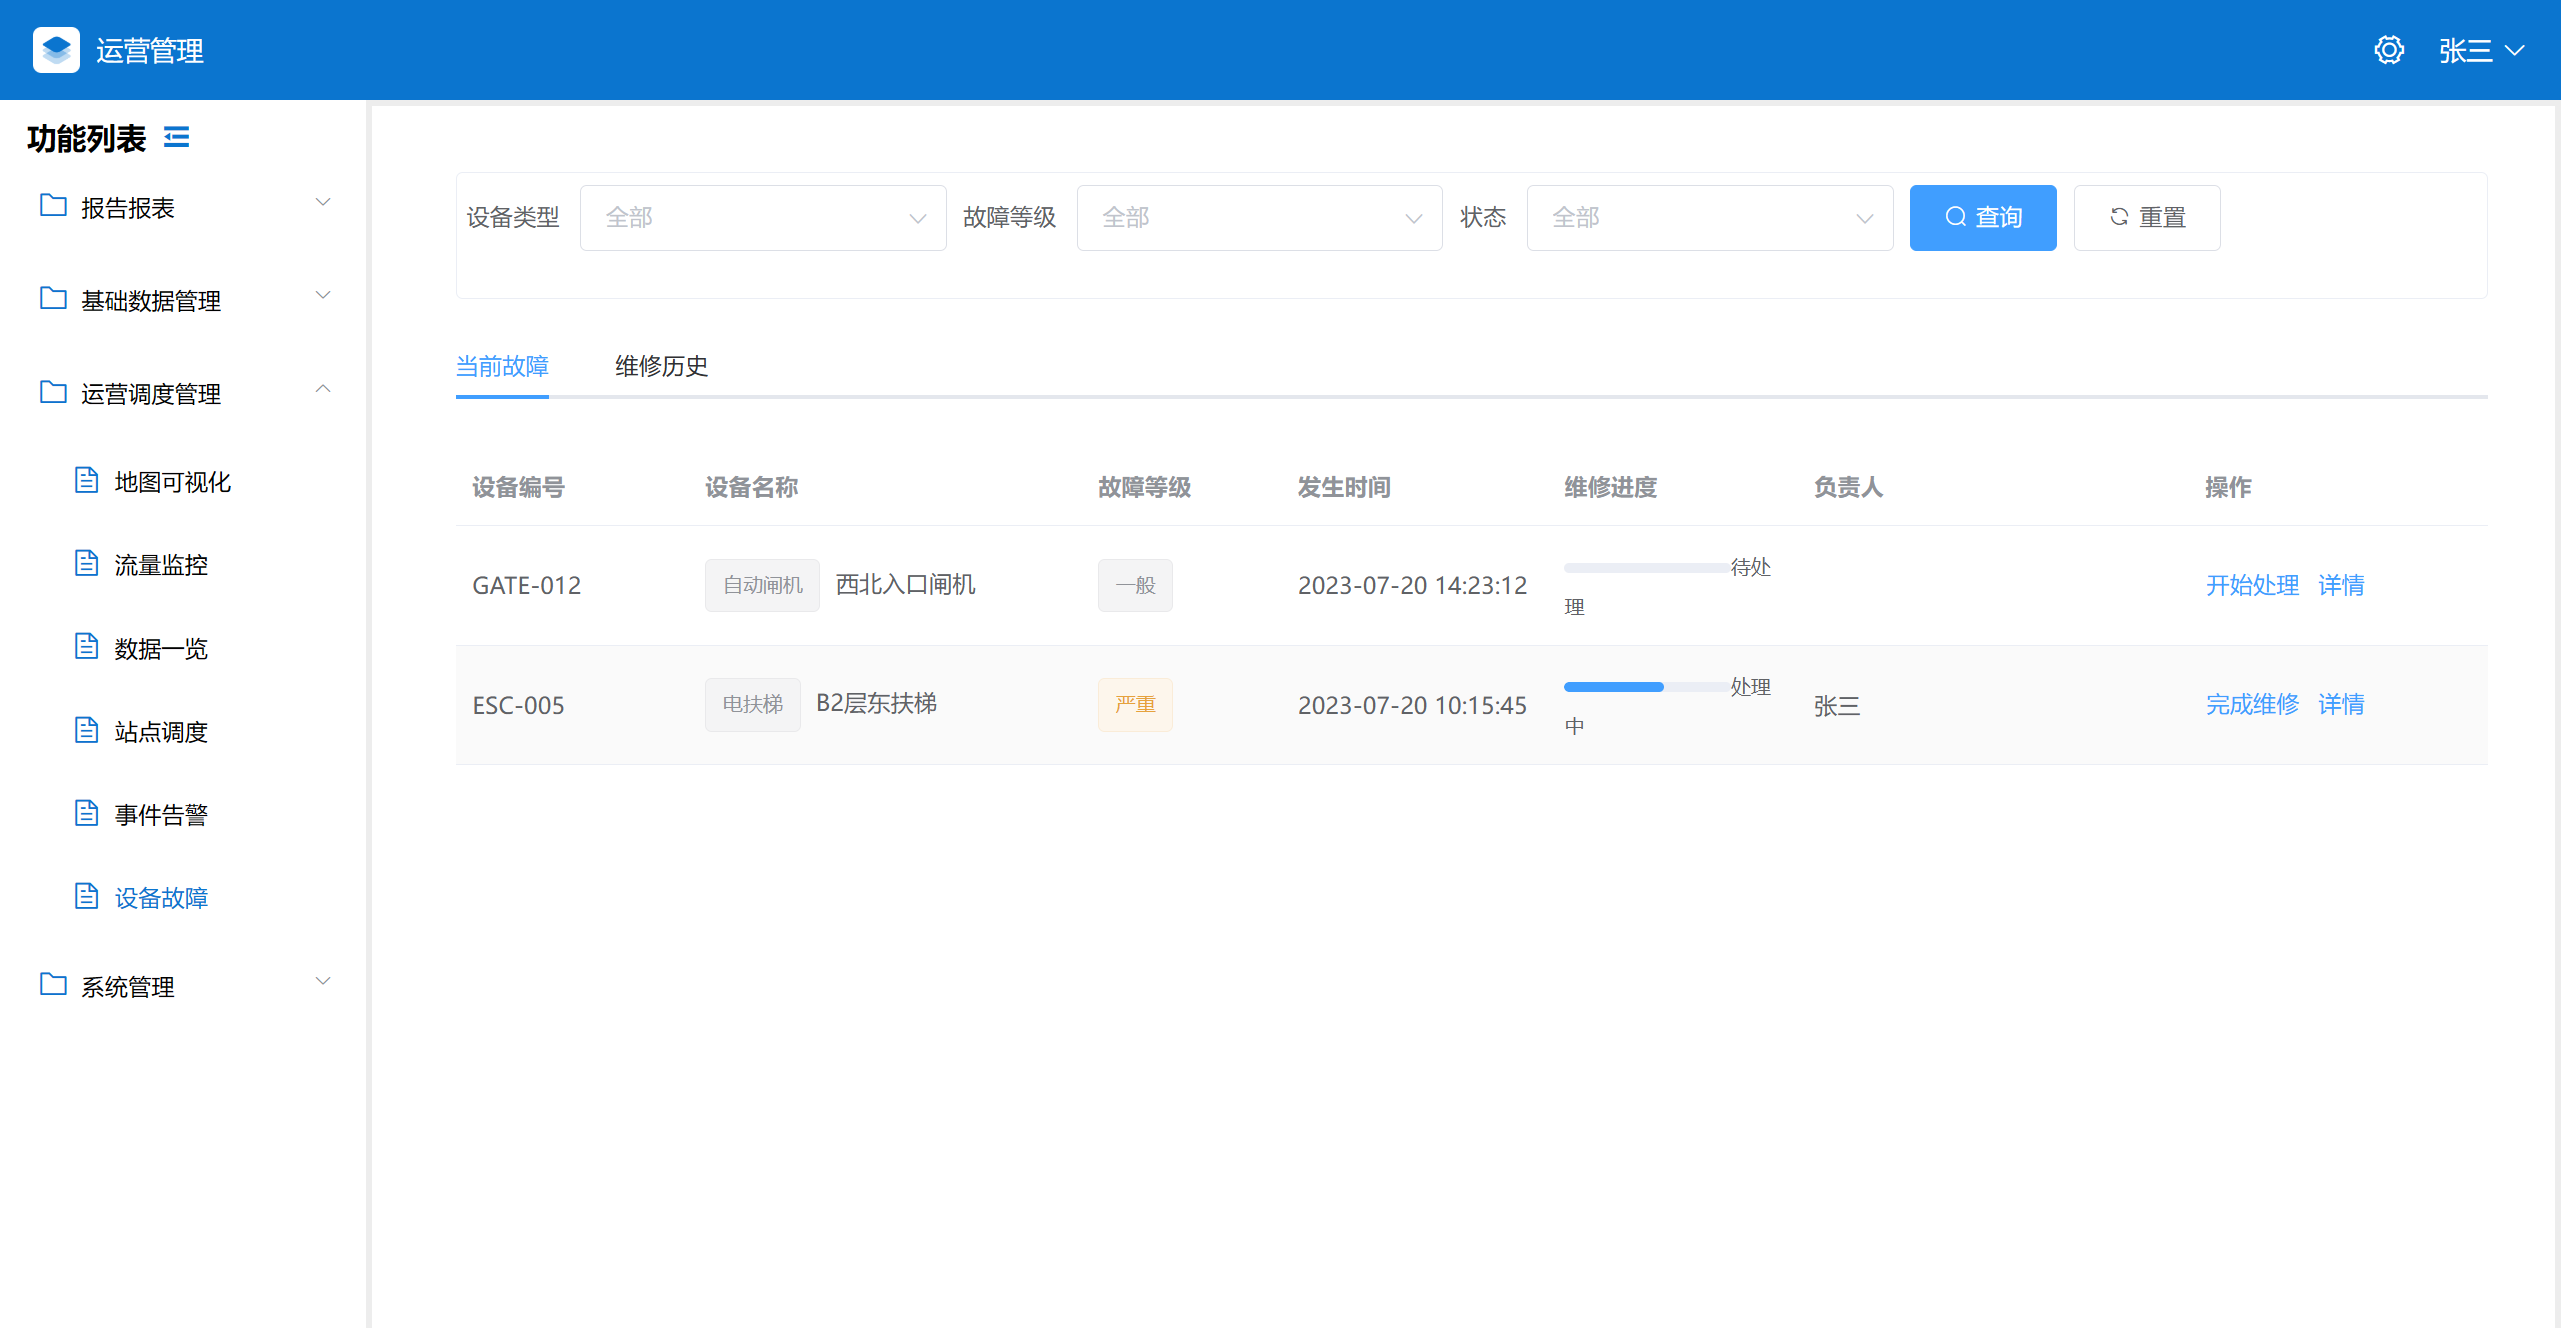 运营管理
张三
功能列表
报告报表
基础数据管理
运营调度管理
地图可视化
流量监控
数据一览
站点调度
事件告警
设备故障
系统管理
设备类型 全部 故障等级 全部 状态 全部 查询 重置
当前故障 维修历史
设备编号 设备名称 故障等级 发生时间 维修进度 负责人 操作
GATE-012 自动闸机 西北入口闸机 一般 2023-07-20 14:23:12 待处理 开始处理 详情
ESC-005 电扶梯 B2层东扶梯 严重 2023-07-20 10:15:45 处理中 张三 完成维修 详情